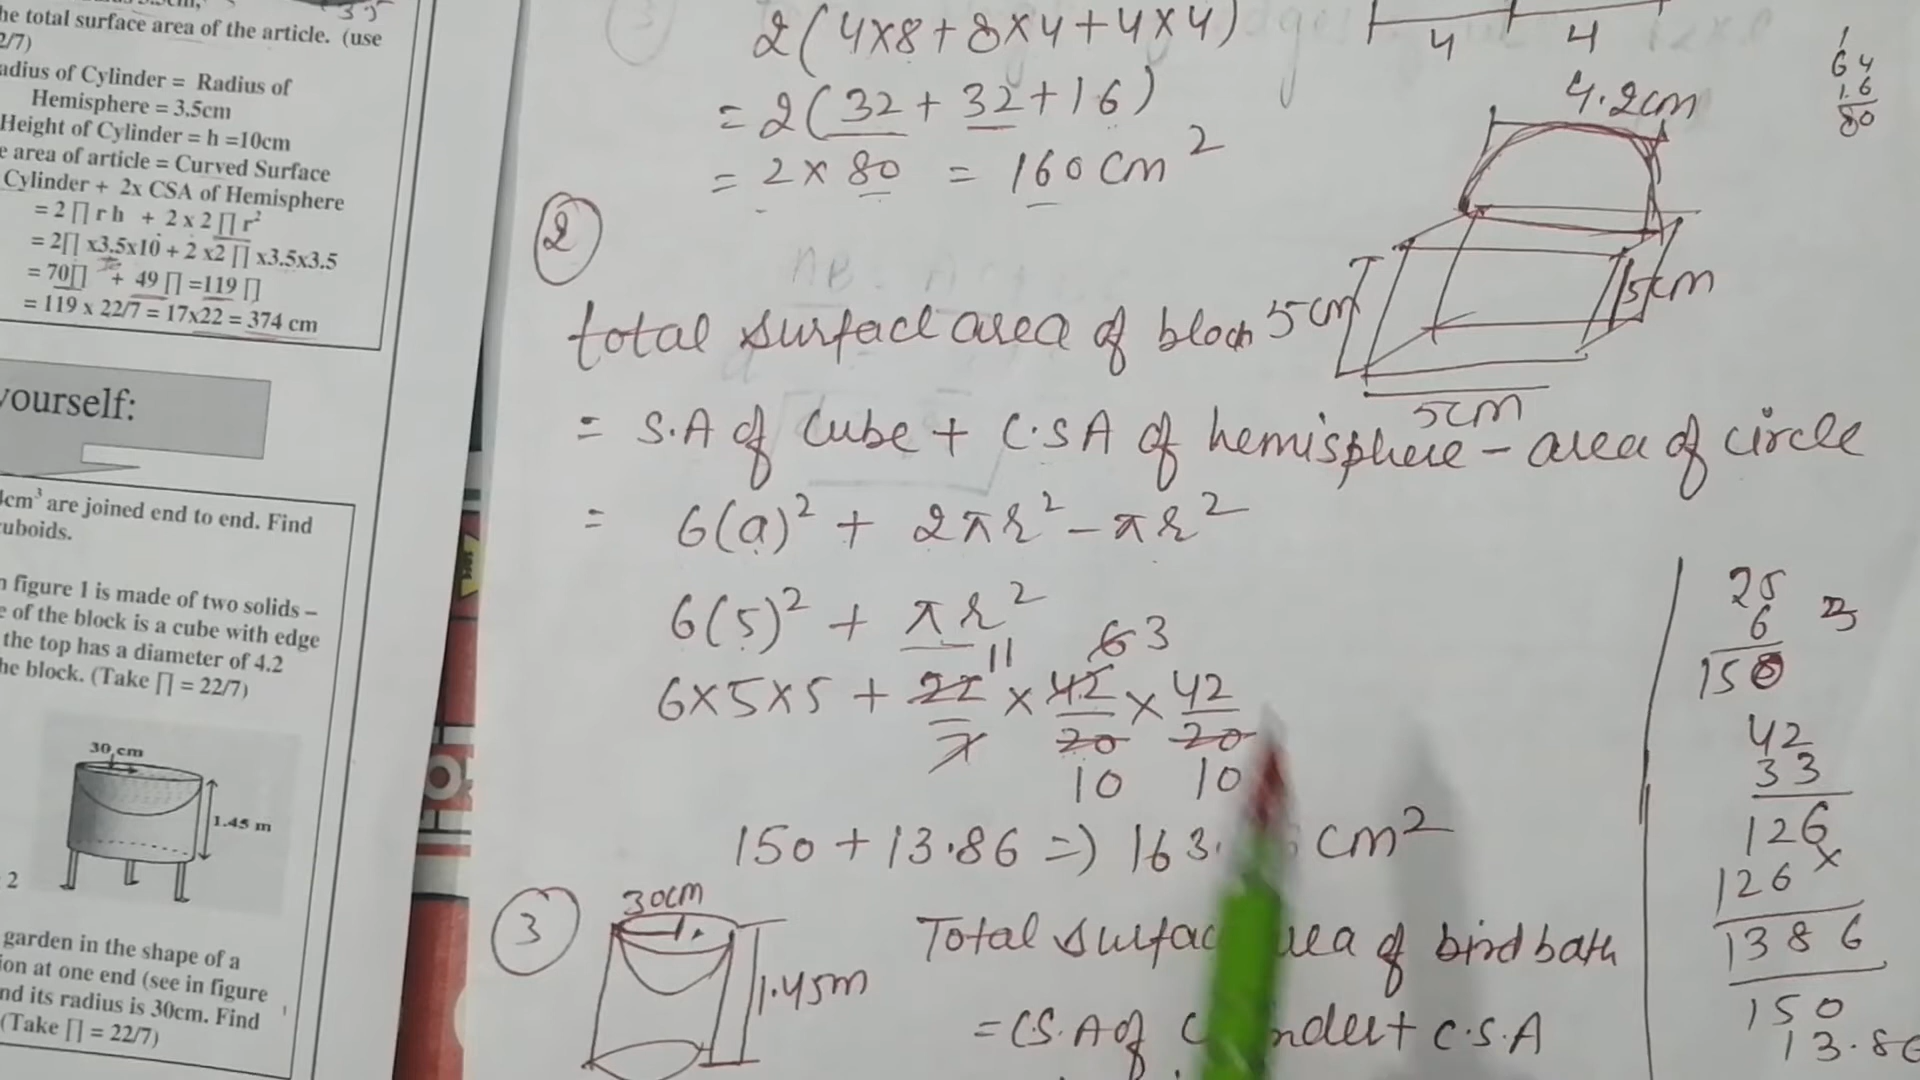 he total surface area of the article. (use
2/7)
adius of Cylinder = Radius of
Hemisphere = 3.5cm
Height of Cylinder = h =10cm
e area of article = Curved Surface
Cylinder + 2x CSA of Hemisphere
= 2∏ r h + 2 x 2∏ r²
= 2∏ x3.5x10 + 2 x2∏ x3.5x3.5
= 70∏ + 49∏ =119∏
= 119 x 22/7 = 17x22 = 374 cm
yourself:
cm³ are joined end to end. Find
cuboids.
n figure 1 is made of two solids –
e of the block is a cube with edge
the top has a diameter of 4.2
he block. (Take ∏ = 22/7)
30 cm
1.45 m
2
garden in the shape of a
ion at one end (see in figure
nd its radius is 30cm. Find
(Take ∏ = 22/7)
2(4×8+8×4+4×4)
= 2(32+32+16)
= 2×80 = 160cm²
4 4
1
64
16
80
4.2cm
5cm
5cm
5cm
2
total surface area of block
= S.A of Cube + C.S A of hemisphere - area of circle
= 6(a)² + 2πr² - πr²
6(5)² + πr²
11 6 3
6×5×5 + 22/7 × 42/20 × 42/20
10 10
150+13.86 =) 163. cm²
3
30cm
1.45m
Total surface area of bird bath
= C.S.A of Cylinder + C.S.A
25
6
150
42
33
126
126×
1386
150
13.86